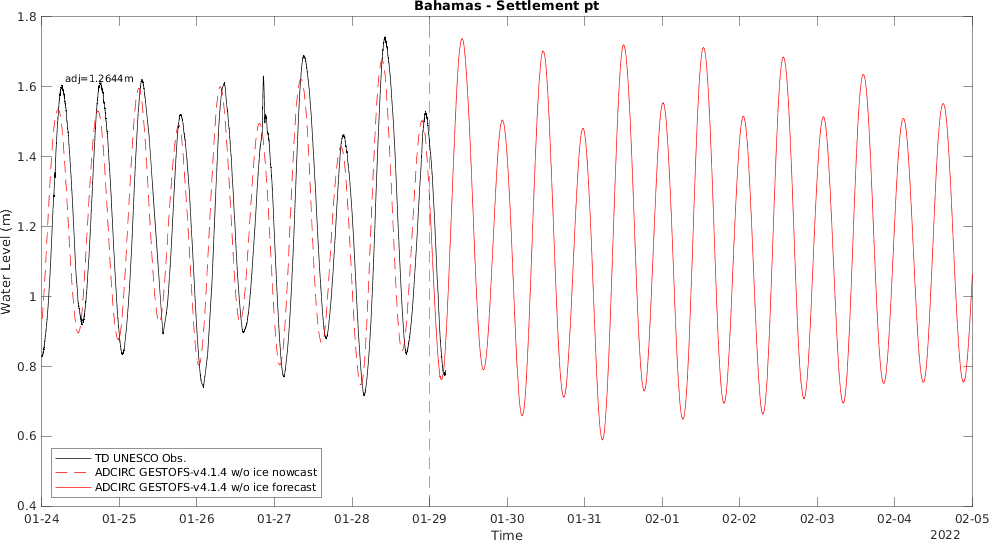 Bahamas - Settlement pt
1.8
1.6
1.4
1.2
1
0.8
0.6
0.4
Water Level (m)
adj=1.2644m
TD UNESCO Obs.
ADCIRC GESTOFS-v4.1.4 w/o ice nowcast
ADCIRC GESTOFS-v4.1.4 w/o ice forecast
01-24 01-25 01-26 01-27 01-28 01-29 01-30 01-31 02-01 02-02 02-03 02-04 02-05
Time
2022